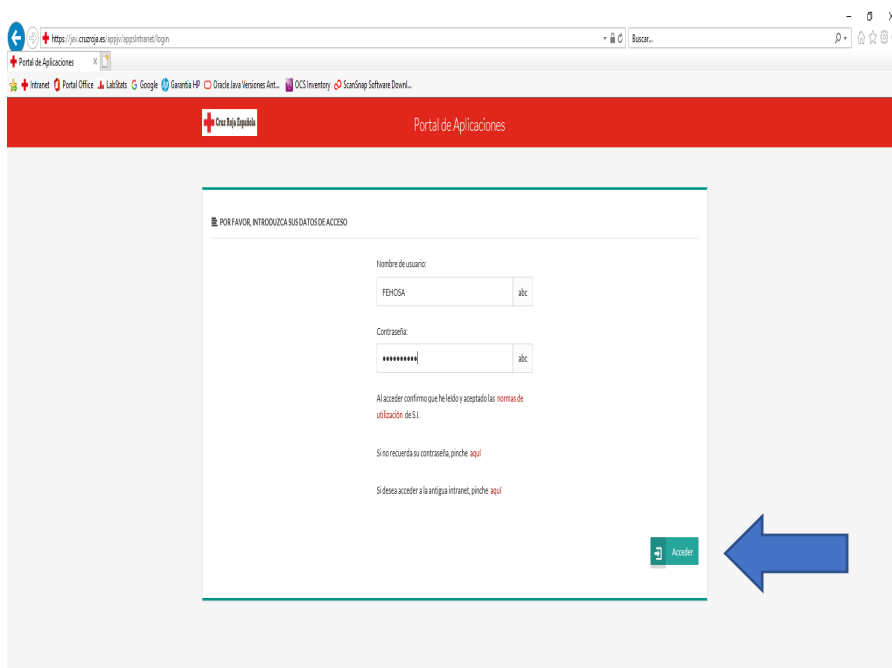 https://jav.cruzroja.es/appjv/appsintranet/login
Buscar...
Portal de Aplicaciones
Intranet Portal Office LabStats Google Garantia HP Oracle Java Versiones Ant... OCS Inventory ScanSnap Software Downl...
Cruz Roja Española
Portal de Aplicaciones
POR FAVOR, INTRODUZCA SUS DATOS DE ACCESO
Nombre de usuario:
FEHOSA abc
Contraseña:
•••••••••• abc
Al acceder confirmo que he leído y aceptado las normas de
utilización de S.I.
Si no recuerda su contraseña, pinche aquí
Si desea acceder a la antigua intranet, pinche aquí
Acceder